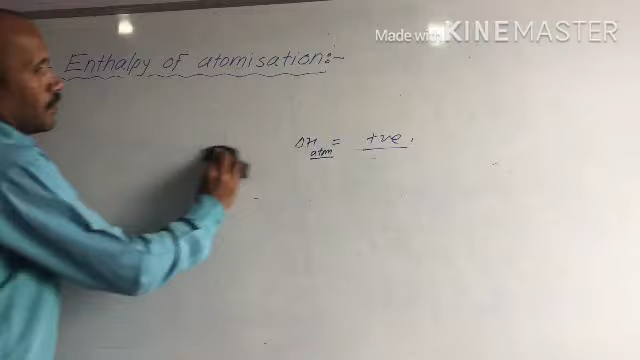 Made with KINEMASTER
Enthalpy of atomisation:-
ΔH atm = +ve.